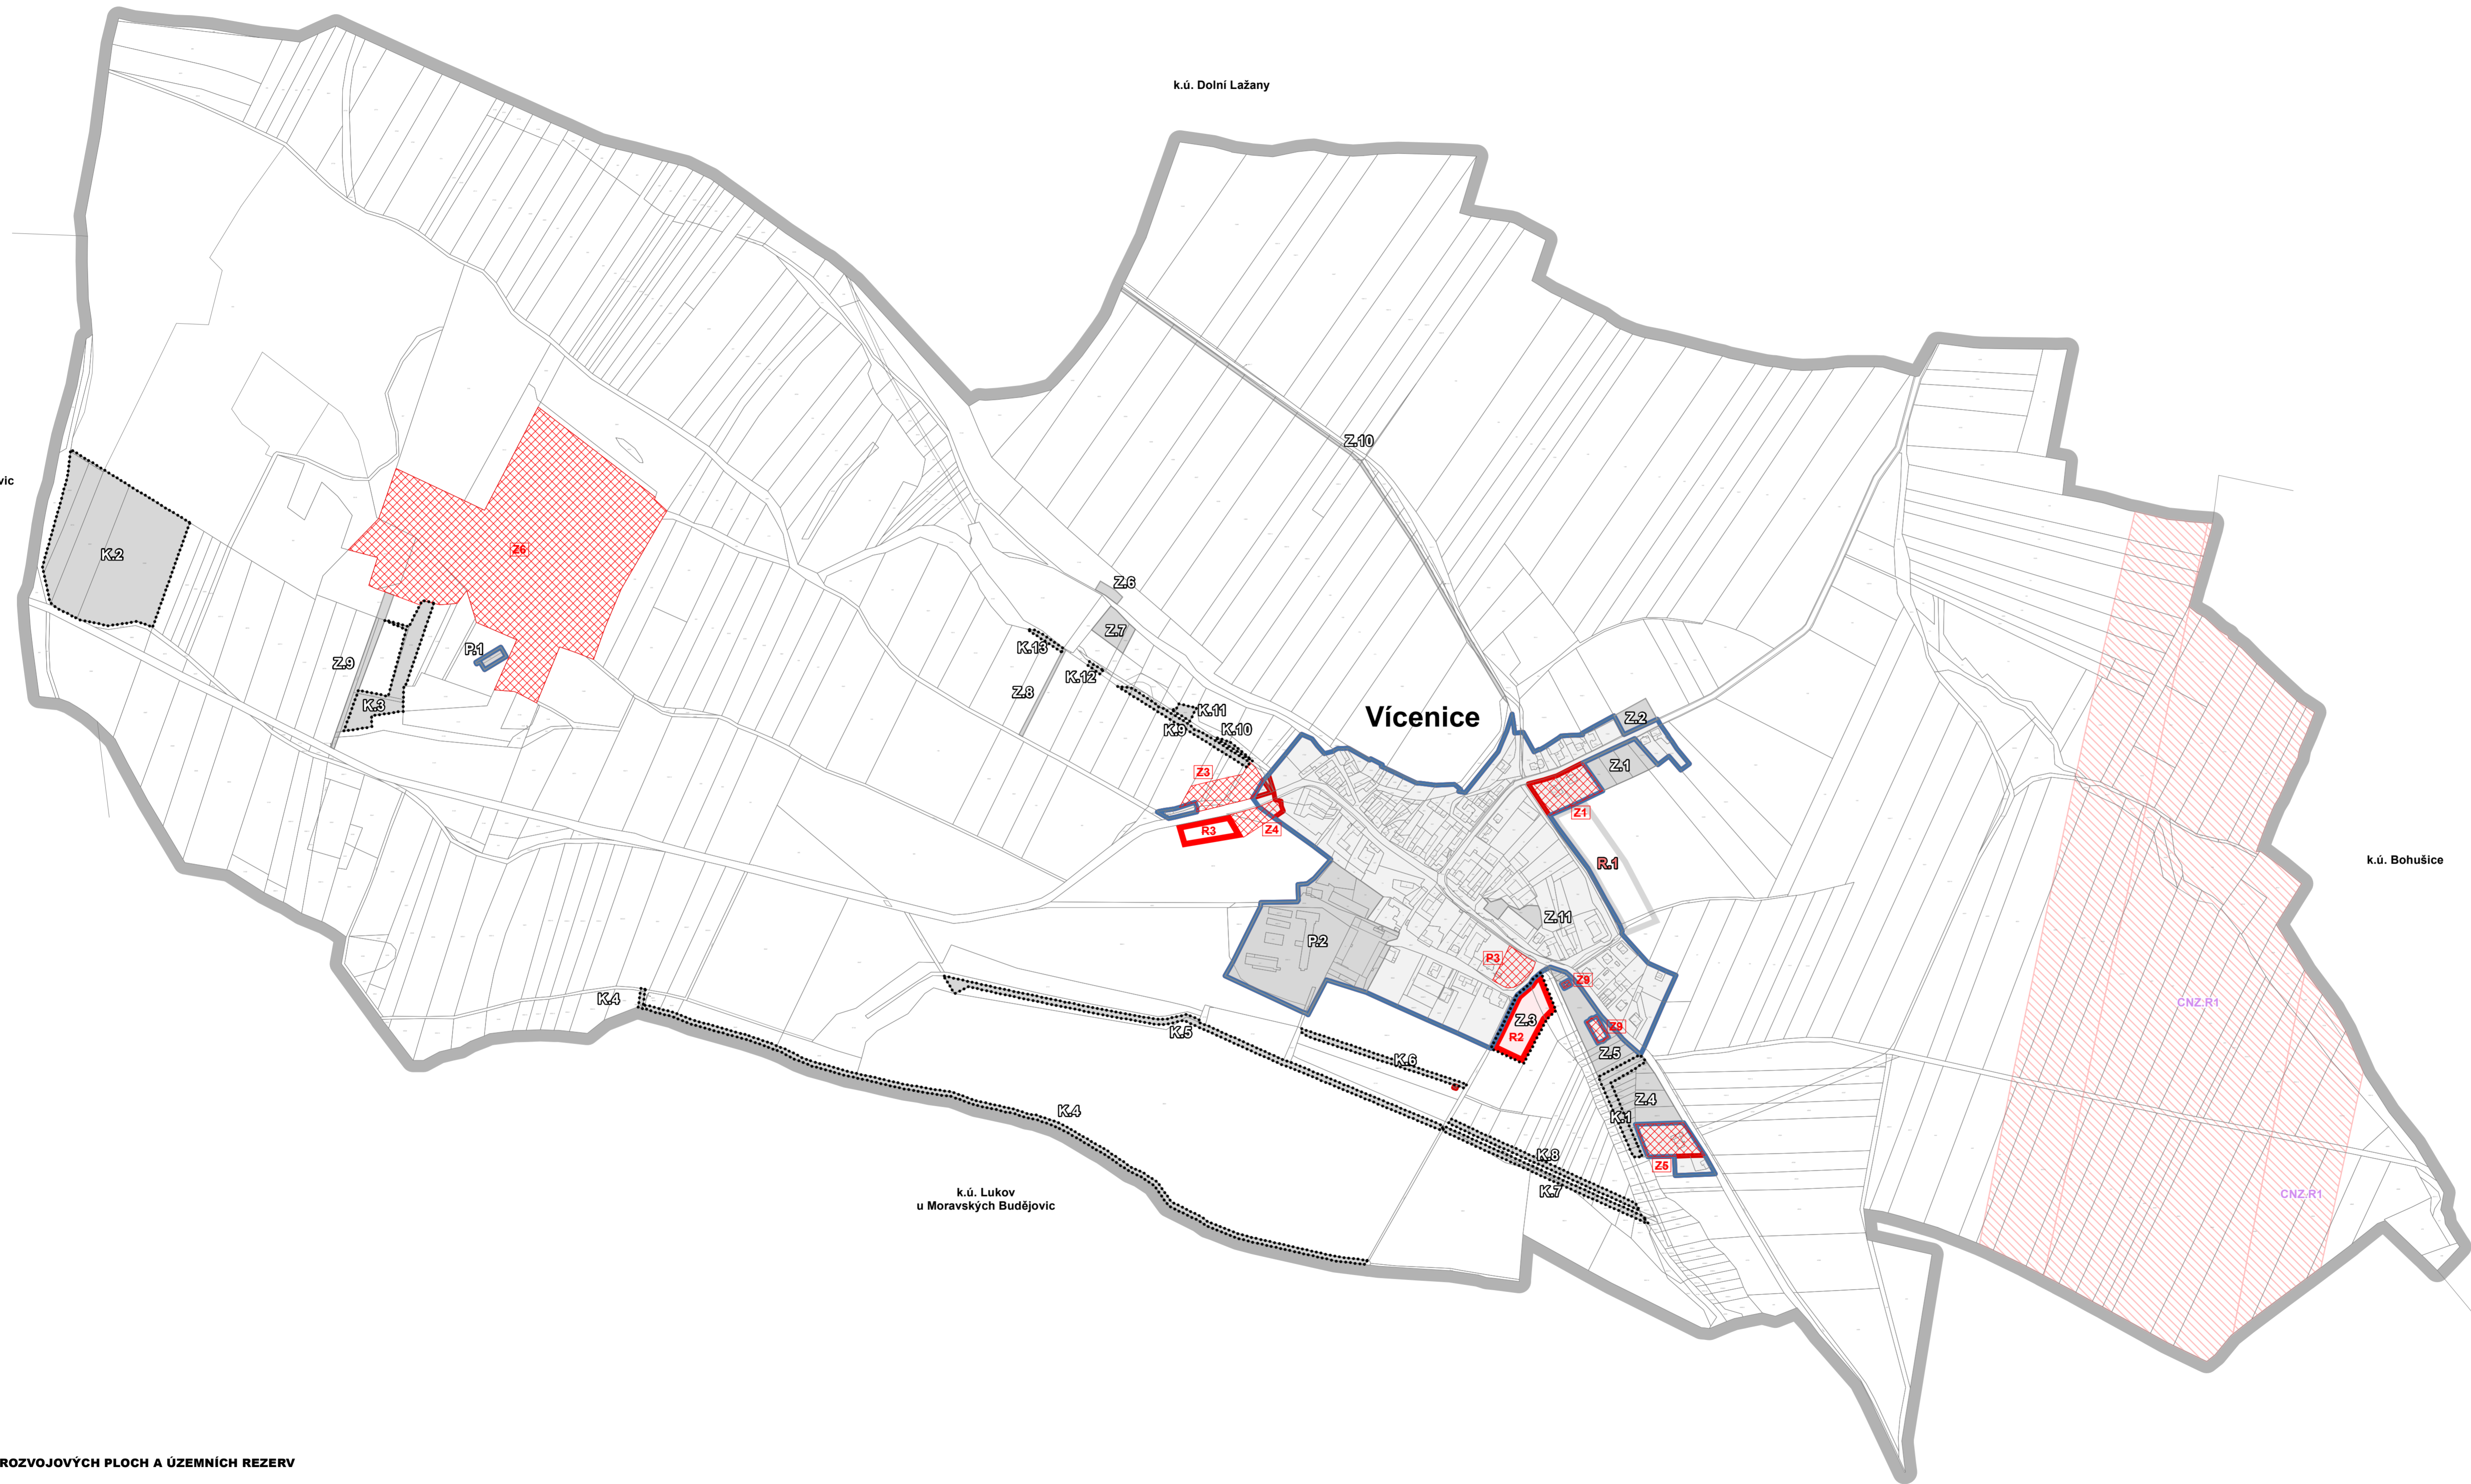 k.ú. Dolní Lažany
Z.10
vic
K.2
Z6
Z.6
Z.7
K.13
P.1
Z.9
K.12
Z.8
K.3
K.11
Vícenice
Z.2
K.9
K.10
Z.1
Z3
Z1
R3
Z4
R.1
k.ú. Bohušice
Z.11
P.2
P3
Z9
K.4
CNZ.R1
Z.3
K.5
Z9
R2
Z.5
K.6
Z.4
K.4
K.1
K.8
Z5
K.7
k.ú. Lukov
u Moravských Budějovic
CNZ.R1
ROZVOJOVÝCH PLOCH A ÚZEMNÍCH REZERV